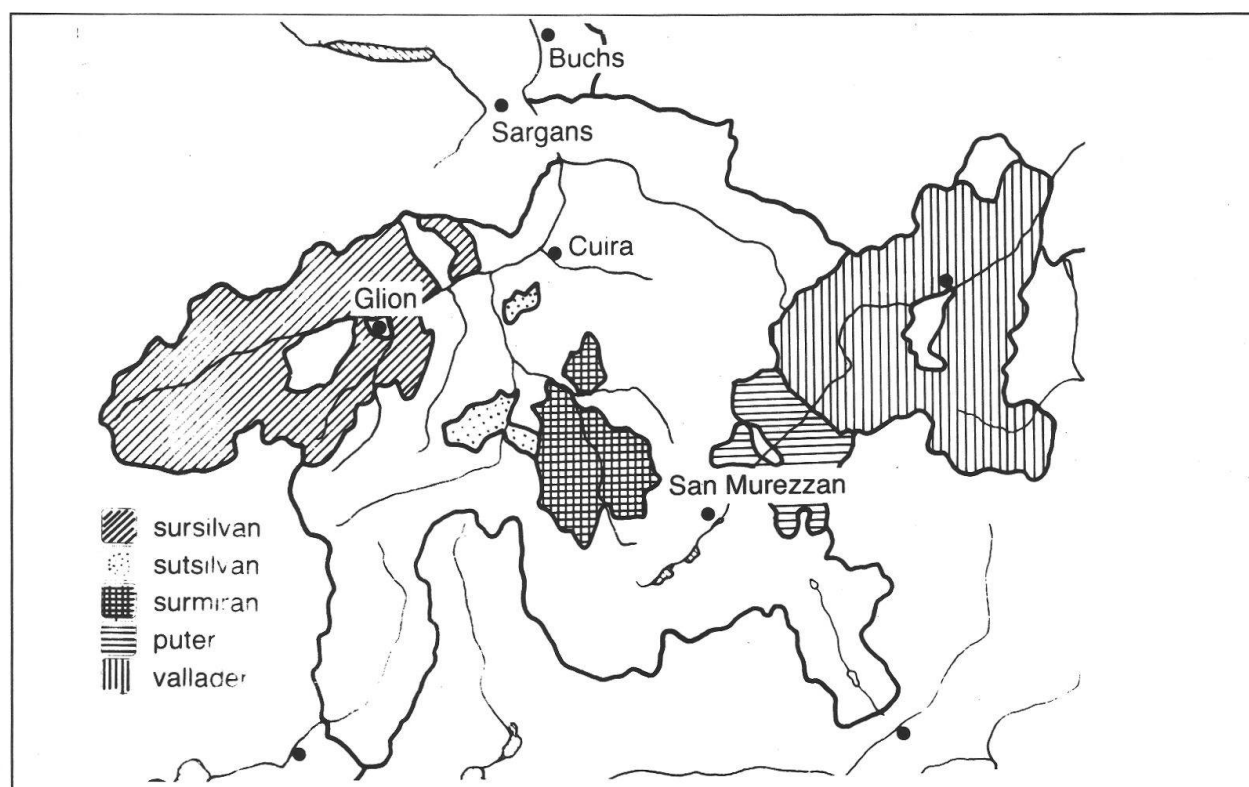 Buchs
Sargans
Cuira
Glion
San Murezzan
sursilvan
sutsilvan
surmiran
puter
vallader